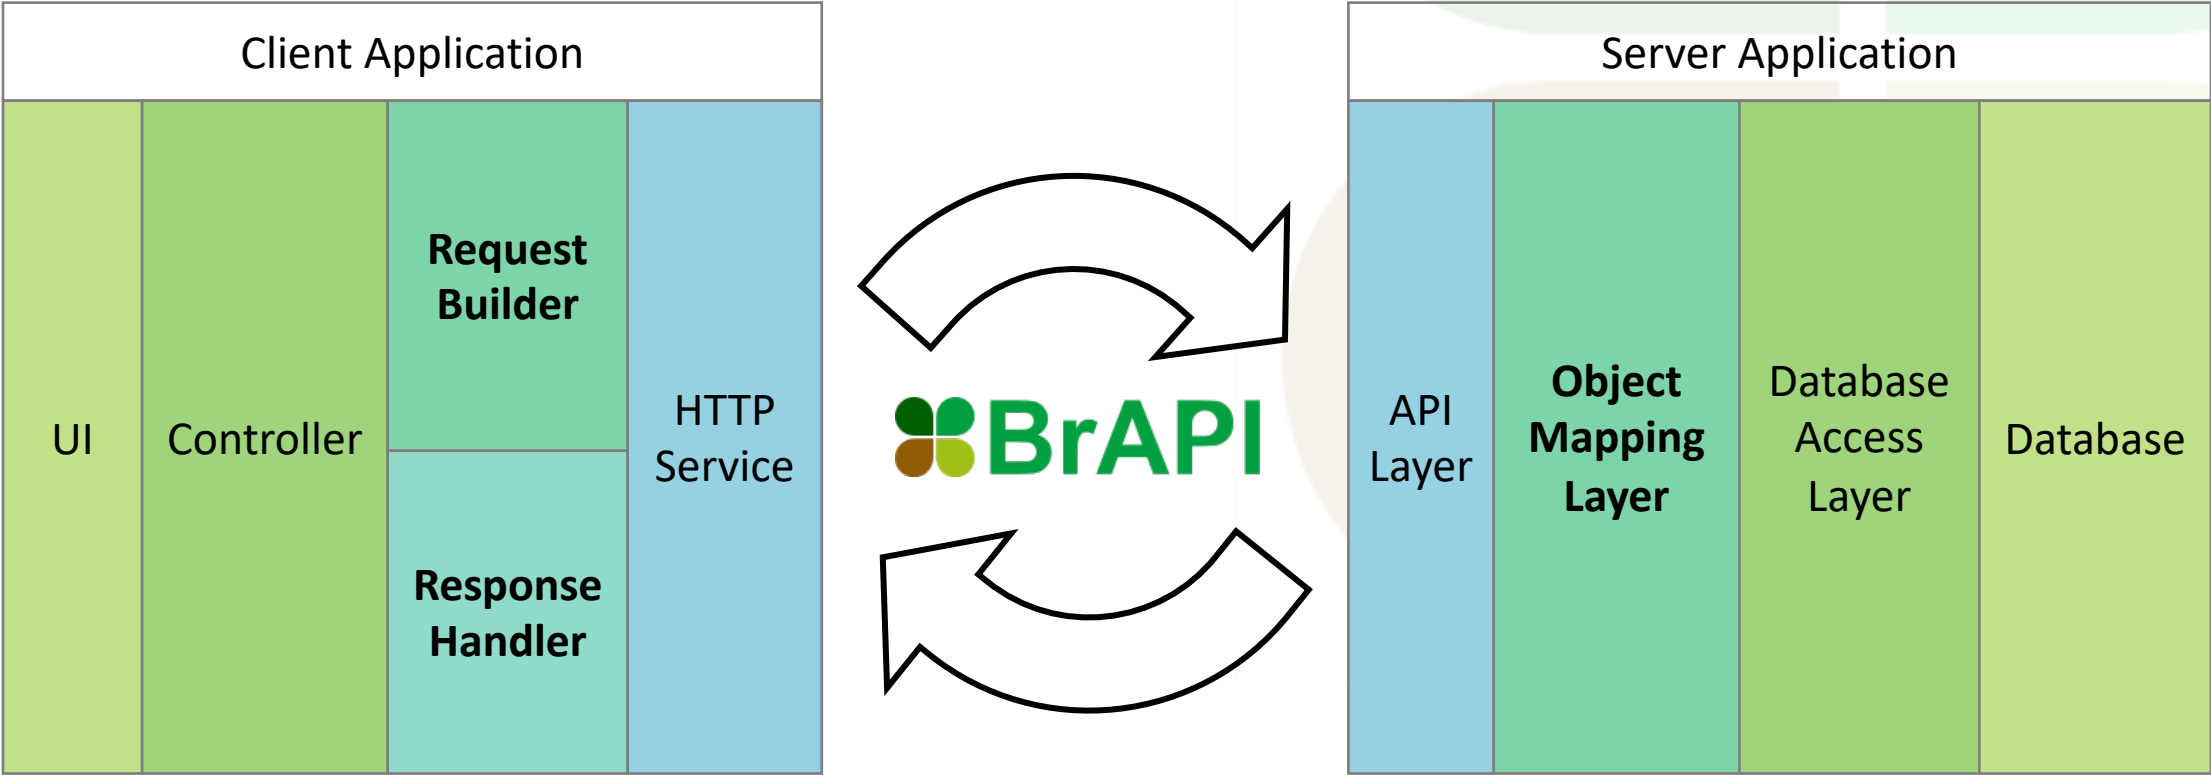 Client Application
UI
Controller
Request
Builder
Response
Handler
HTTP
Service
BrAPI
Server Application
API
Layer
Object
Mapping
Layer
Database
Access
Layer
Database